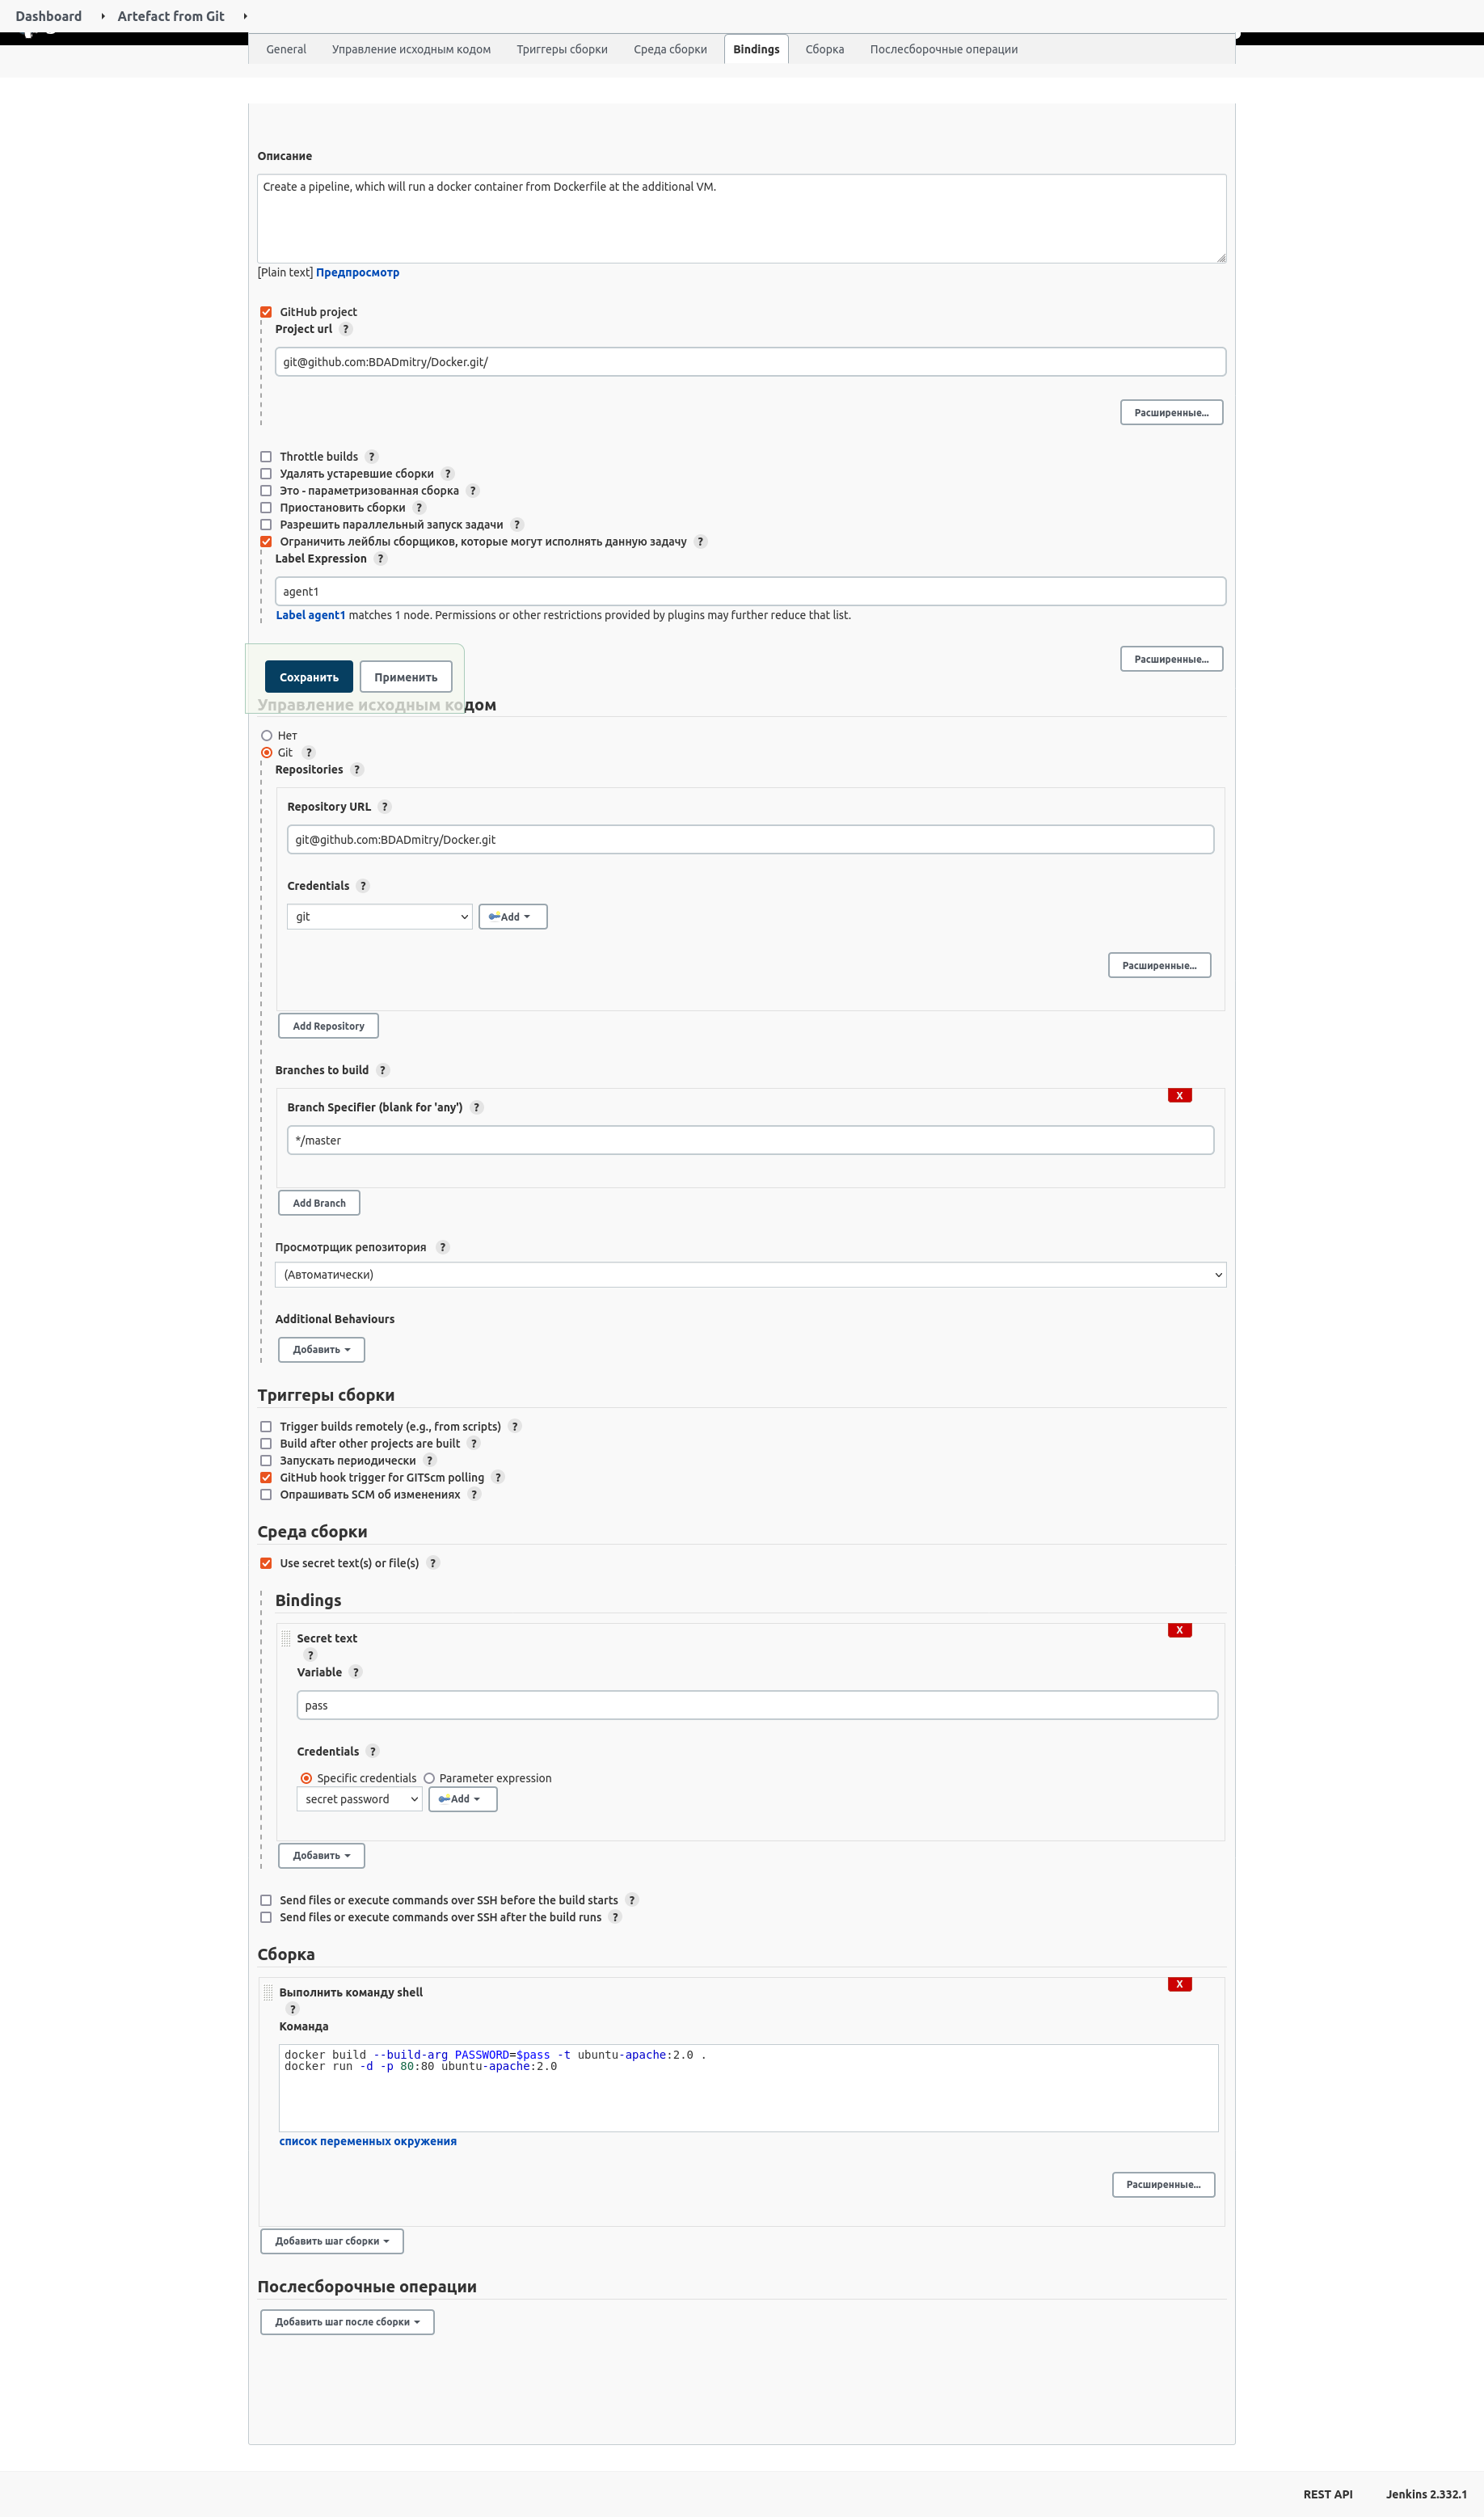 Dashboard
Artefact from Git
General Управление исходным кодом Триггеры сборки Среда сборки Bindings Сборка Послесборочные операции
Описание
Create a pipeline, which will run a docker container from Dockerfile at the additional VM.
[Plain text] Предпросмотр
GitHub project
Project url ?
git@github.com:BDADmitry/Docker.git/
Расширенные...
Throttle builds ?
Удалять устаревшие сборки ?
Это - параметризованная сборка ?
Приостановить сборки ?
Разрешить параллельный запуск задачи ?
Ограничить лейблы сборщиков, которые могут исполнять данную задачу ?
Label Expression ?
agent1
Label agent1 matches 1 node. Permissions or other restrictions provided by plugins may further reduce that list.
Расширенные...
Сохранить Применить
Управление исходным кодом
Нет
Git ?
Repositories ?
Repository URL ?
git@github.com:BDADmitry/Docker.git
Credentials ?
git Add
Расширенные...
Add Repository
Branches to build ?
X
Branch Specifier (blank for 'any') ?
*/master
Add Branch
Просмотрщик репозитория ?
(Автоматически)
Additional Behaviours
Добавить
Триггеры сборки
Trigger builds remotely (e.g., from scripts) ?
Build after other projects are built ?
Запускать периодически ?
GitHub hook trigger for GITScm polling ?
Опрашивать SCM об изменениях ?
Среда сборки
Use secret text(s) or file(s) ?
Bindings
X
Secret text
?
Variable ?
pass
Credentials ?
Specific credentials Parameter expression
secret password Add
Добавить
Send files or execute commands over SSH before the build starts ?
Send files or execute commands over SSH after the build runs ?
Сборка
X
Выполнить команду shell
?
Команда
docker build --build-arg PASSWORD=$pass -t ubuntu-apache:2.0 .
docker run -d -p 80:80 ubuntu-apache:2.0
список переменных окружения
Расширенные...
Добавить шаг сборки
Послесборочные операции
Добавить шаг после сборки
REST API Jenkins 2.332.1